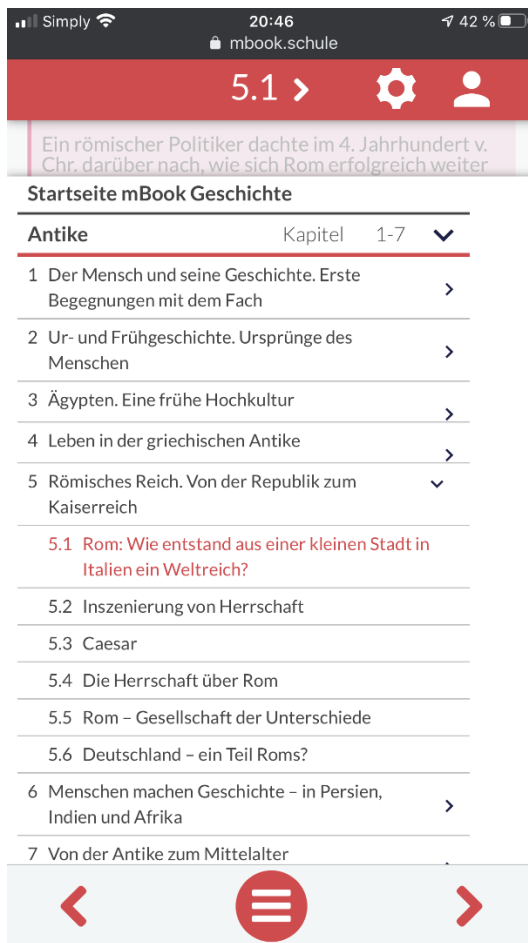 Simply 20:46 42 %
mbook.schule
5.1
Ein römischer Politiker dachte im 4. Jahrhundert v.
Chr. darüber nach, wie sich Rom erfolgreich weiter
Startseite mBook Geschichte
Antike Kapitel 1-7
1 Der Mensch und seine Geschichte. Erste
Begegnungen mit dem Fach
2 Ur- und Frühgeschichte. Ursprünge des
Menschen
3 Ägypten. Eine frühe Hochkultur
4 Leben in der griechischen Antike
5 Römisches Reich. Von der Republik zum
Kaiserreich
5.1 Rom: Wie entstand aus einer kleinen Stadt in
Italien ein Weltreich?
5.2 Inszenierung von Herrschaft
5.3 Caesar
5.4 Die Herrschaft über Rom
5.5 Rom – Gesellschaft der Unterschiede
5.6 Deutschland – ein Teil Roms?
6 Menschen machen Geschichte – in Persien,
Indien und Afrika
7 Von der Antike zum Mittelalter